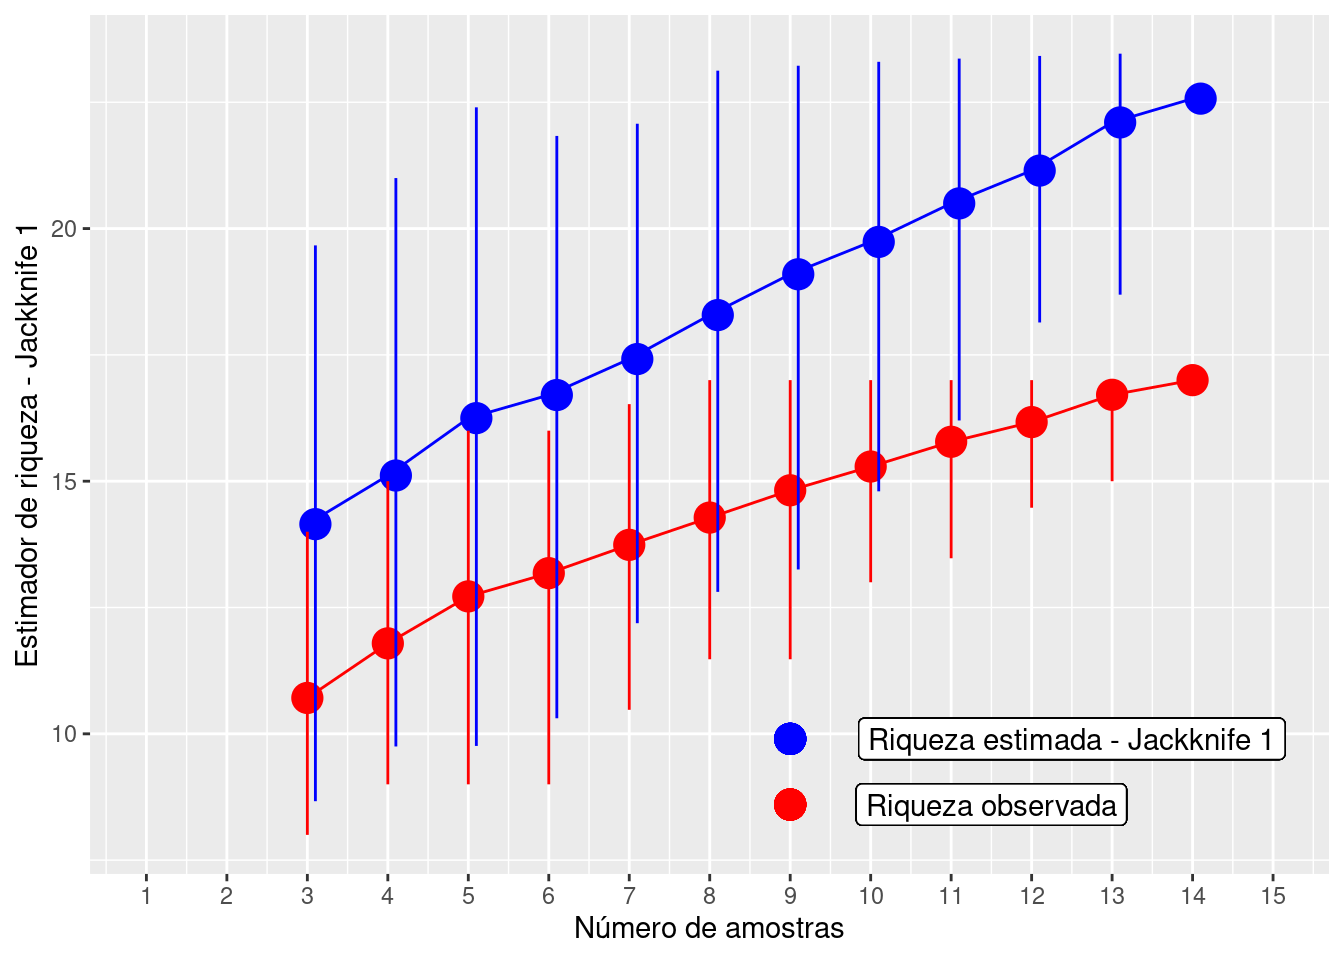 Estimador de riqueza - Jackknife 1
20
15
10
Riqueza estimada - Jackknife 1
Riqueza observada
1 2 3 4 5 6 7 8 9 10 11 12 13 14 15
Número de amostras